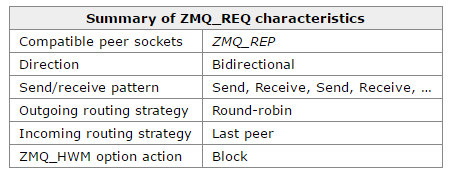 Summary of ZMQ_REQ characteristics
Compatible peer sockets ZMQ_REP
Direction Bidirectional
Send/receive pattern Send, Receive, Send, Receive, ...
Outgoing routing strategy Round-robin
Incoming routing strategy Last peer
ZMQ_HWM option action Block